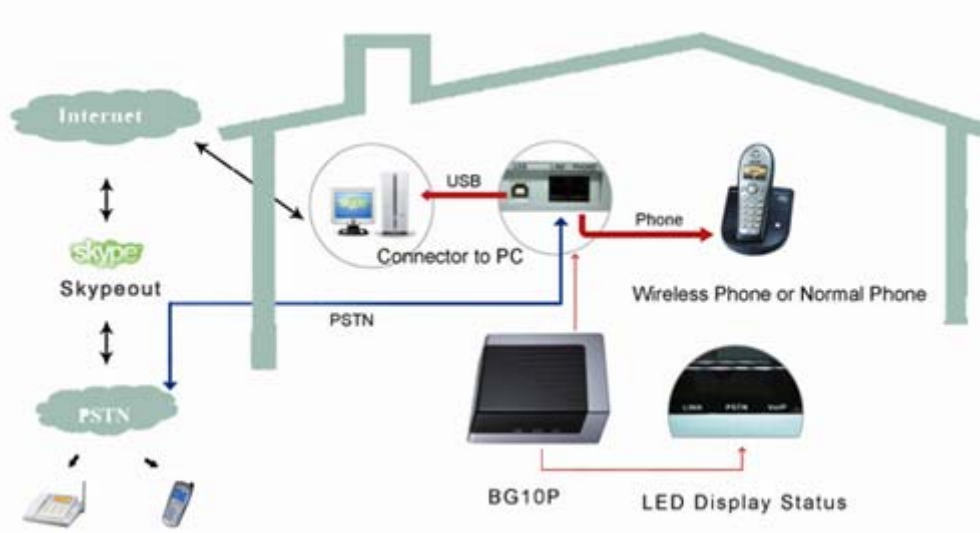 Internet
USB
Connector to PC
Phone
skype
Skypeout
Wireless Phone or Normal Phone
PSTN
PSTN
LINK PSTN VoIP
BG10P
LED Display Status